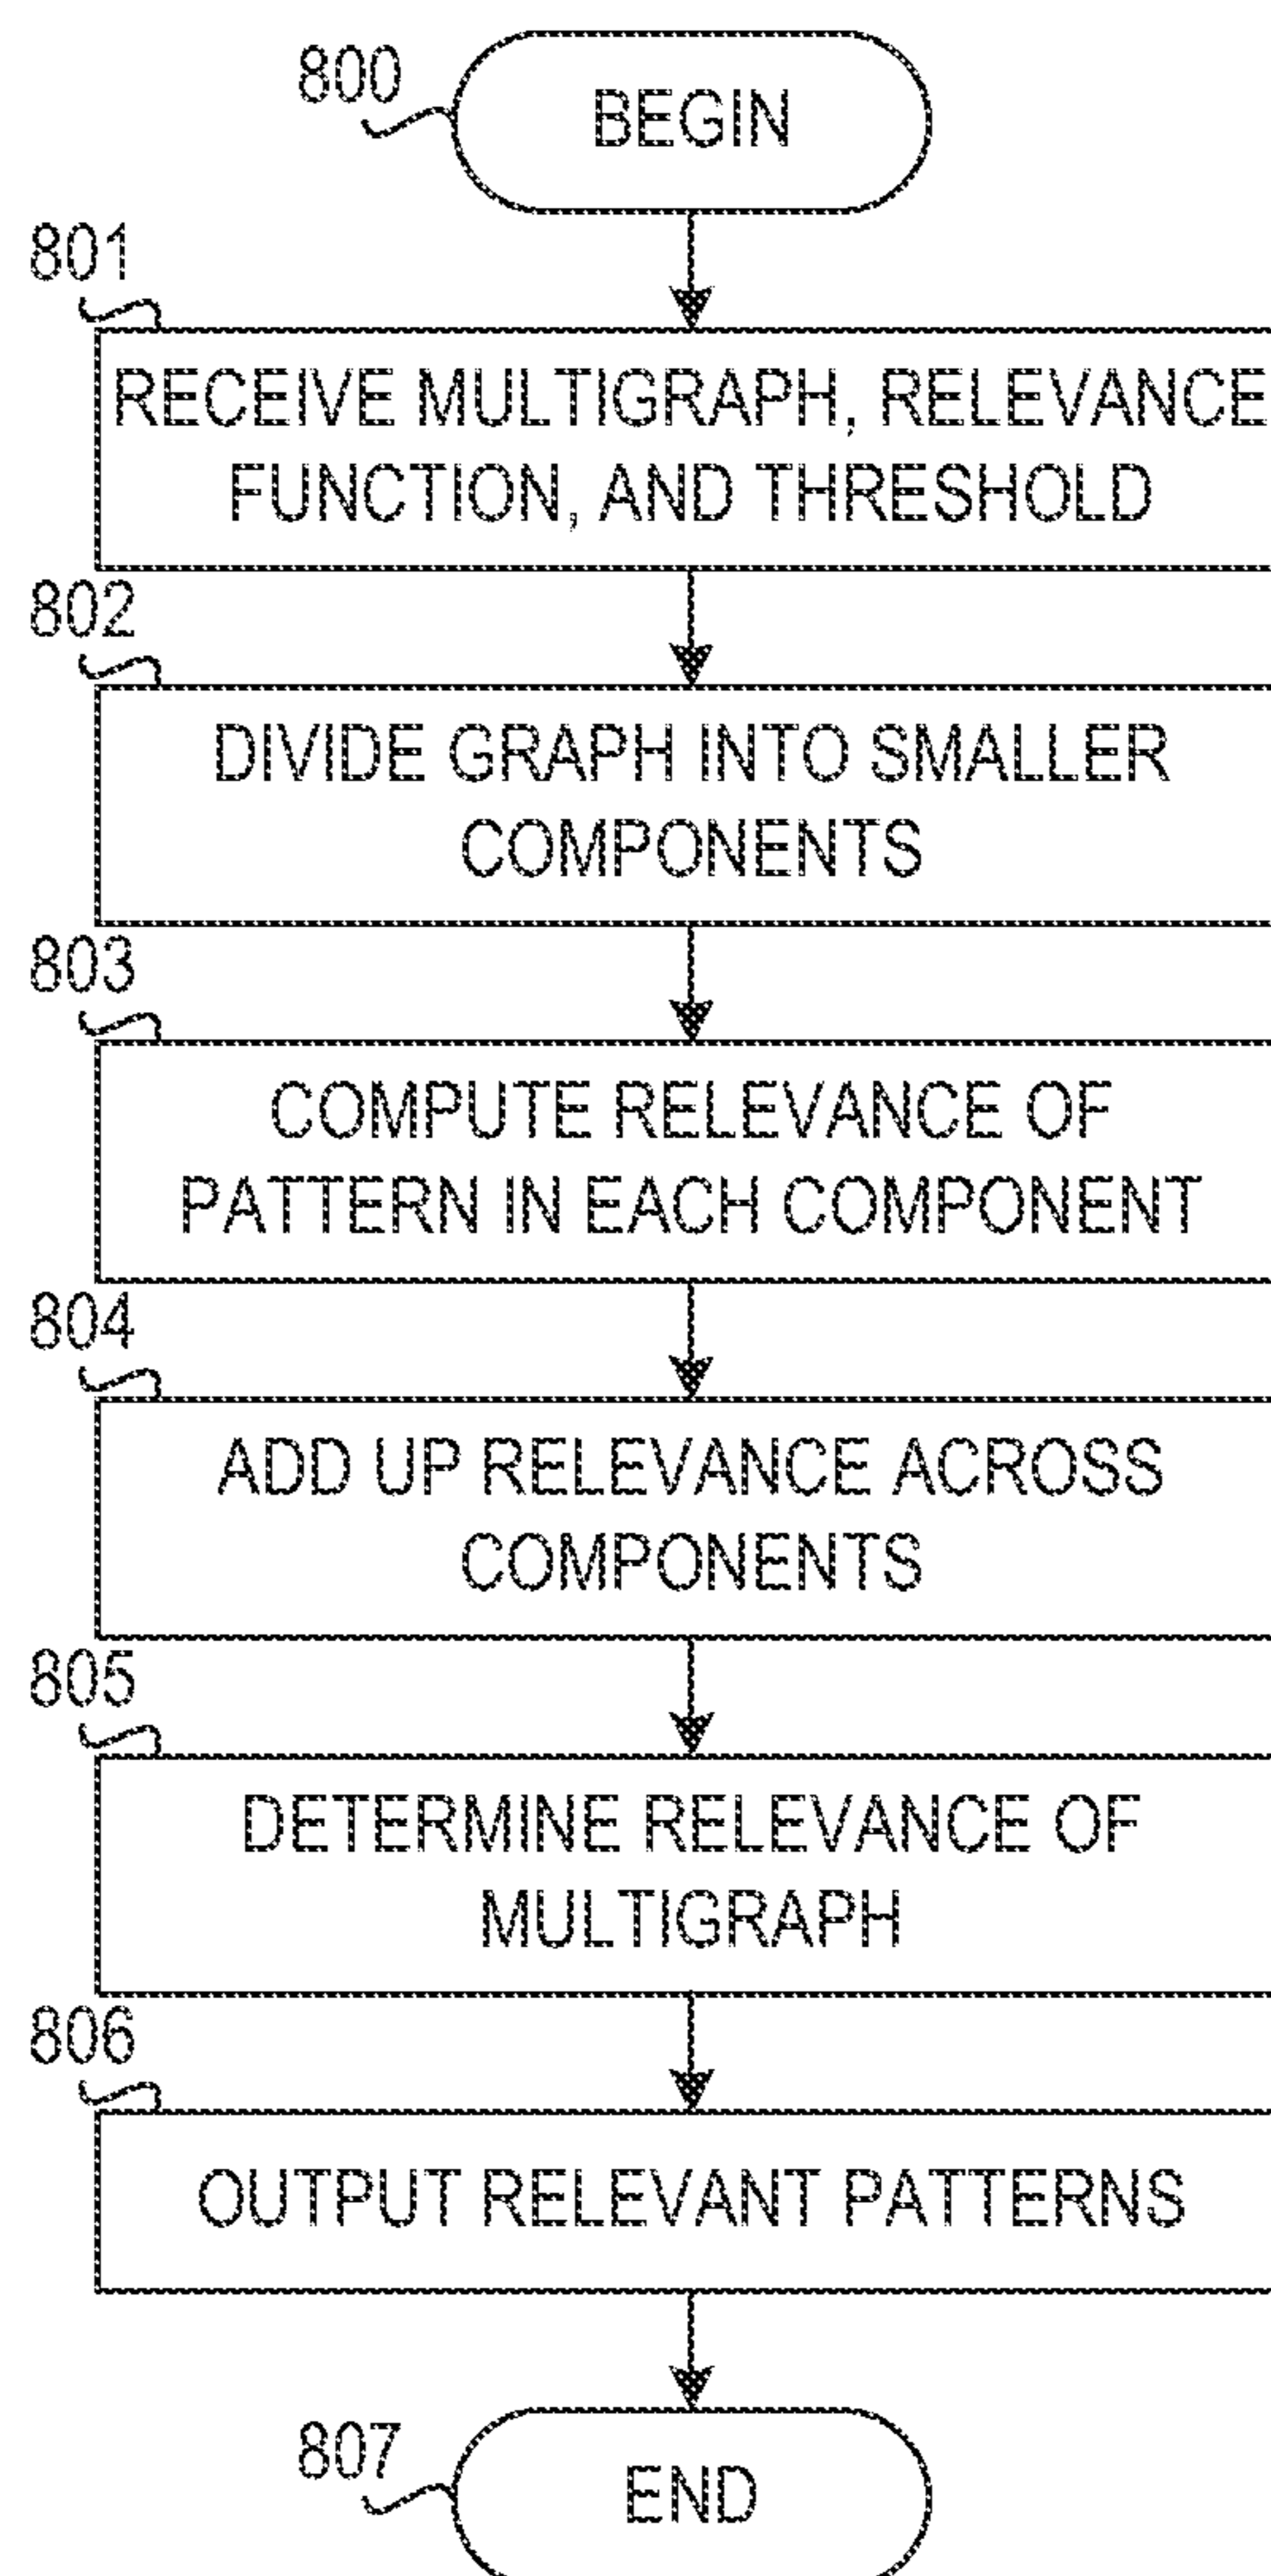 800
BEGIN
801
RECEIVE MULTIGRAPH, RELEVANCE
FUNCTION, AND THRESHOLD
802
DIVIDE GRAPH INTO SMALLER
COMPONENTS
803
COMPUTE RELEVANCE OF
PATTERN IN EACH COMPONENT
804
ADD UP RELEVANCE ACROSS
COMPONENTS
805
DETERMINE RELEVANCE OF
MULTIGRAPH
806
OUTPUT RELEVANT PATTERNS
807
END